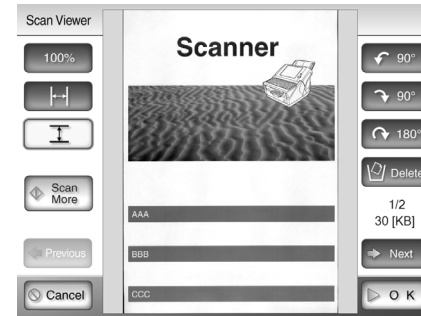 Scan Viewer
100%
Scan
More
Previous
Cancel
Scanner
AAA
BBB
CCC
90°
90°
180°
Delete
1/2
30 [KB]
Next
O K